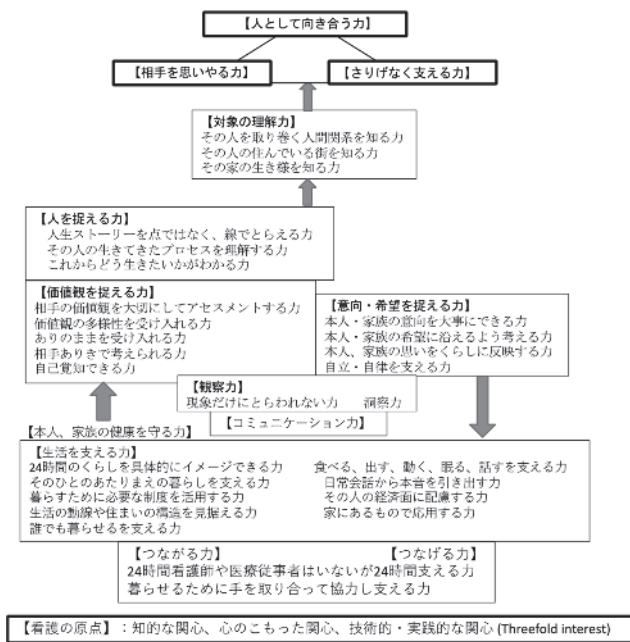 【人として向き合う力】
【相手を思いやる力】
【さりげなく支える力】
【対象の理解力】
その人を取り巻く人間関係を知る力
その人の住んでいる街を知る力
その家の生き様を知る力
【人を捉える力】
人生ストーリーを点ではなく、線でとらえる力
その人の生きてきたプロセスを理解する力
これからどう生きたいかがわかる力
【価値観を捉える力】
相手の価値観を大切にしてアセスメントする力
価値観の多様性を受け入れる力
ありのままを受け入れる力
相手ありきで考えられる力
自己覚知できる力
【意向・希望を捉える力】
本人・家族の意向を大事にできる力
本人・家族の希望に沿えるよう考える力
本人、家族の思いをくらしに反映する力
自立・自律を支える力
【観察力】
現象だけにとらわれない力 洞察力
【コミュニケーション力】
【本人、家族の健康を守る力】
【生活を支える力】
24時間のくらしを具体的にイメージできる力
そのひとのあたりまえの暮らしを支える力
暮らすために必要な制度を活用する力
生活の動線や住まいの構造を見据える力
誰でも暮らせるを支える力
食べる、出す、動く、眠る、話すを支える力
日常会話から本音を引き出す力
その人の経済面に配慮する力
家にあるもので応用する力
【つながる力】 【つなげる力】
24時間看護師や医療従事者はいないが24時間支える力
暮らせるために手を取り合って協力し支える力
【看護の原点】：知的な関心、心のこもった関心、技術的・実践的な関心 (Threefold interest)